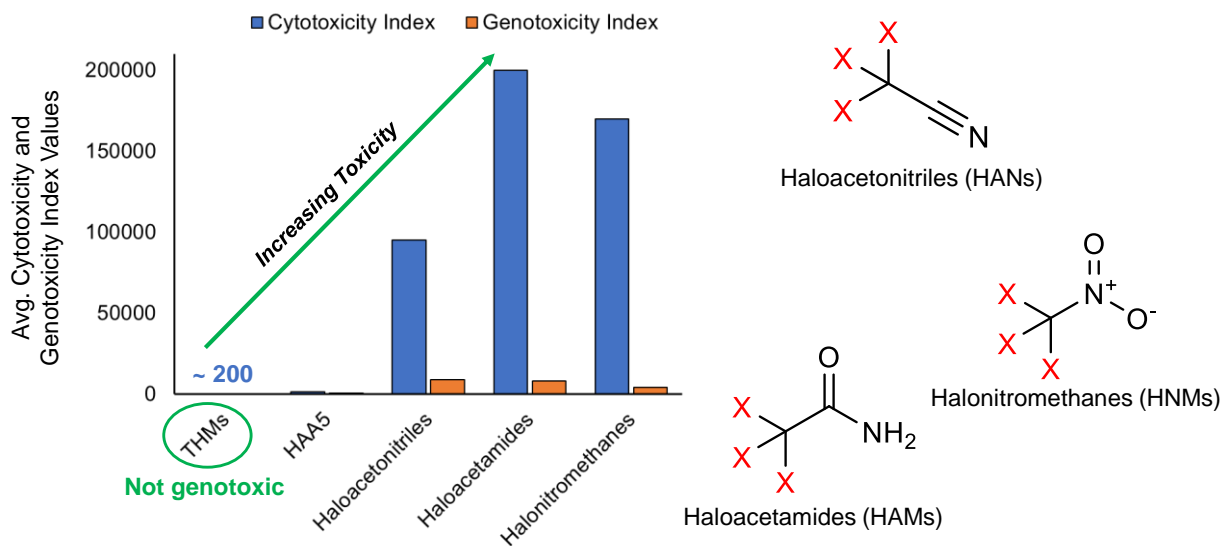 Cytotoxicity Index Genotoxicity Index
Avg. Cytotoxicity and
Genotoxicity Index Values
200000
150000
100000
50000
0
Increasing Toxicity
~ 200
THMs
HAA5
Haloacetonitriles
Haloacetamides
Halonitromethanes
Not genotoxic
X
X
X
N
Haloacetonitriles (HANs)
O
X
N+
X
O-
X
Halonitromethanes (HNMs)
O
X
NH2
X
X
Haloacetamides (HAMs)